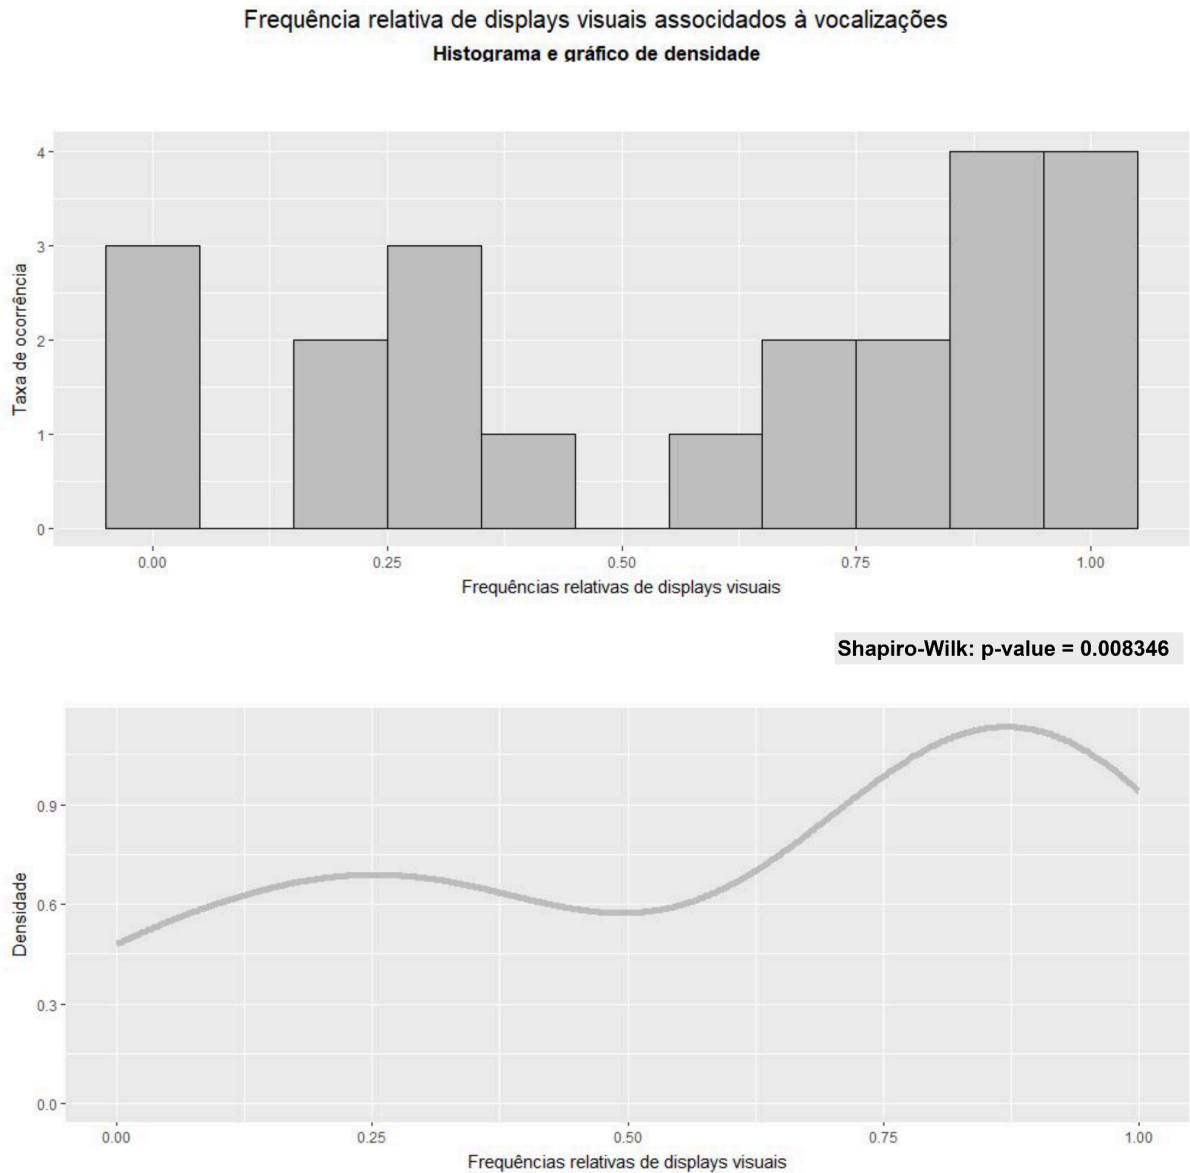 Frequência relativa de displays visuais associdados à vocalizações
Histograma e gráfico de densidade
4
3
2
1
0
Taxa de ocorrência
0.00 0.25 0.50 0.75 1.00
Frequências relativas de displays visuais
Shapiro-Wilk: p-value = 0.008346
0.9
0.6
0.3
0.0
Densidade
0.00 0.25 0.50 0.75 1.00
Frequências relativas de displays visuais